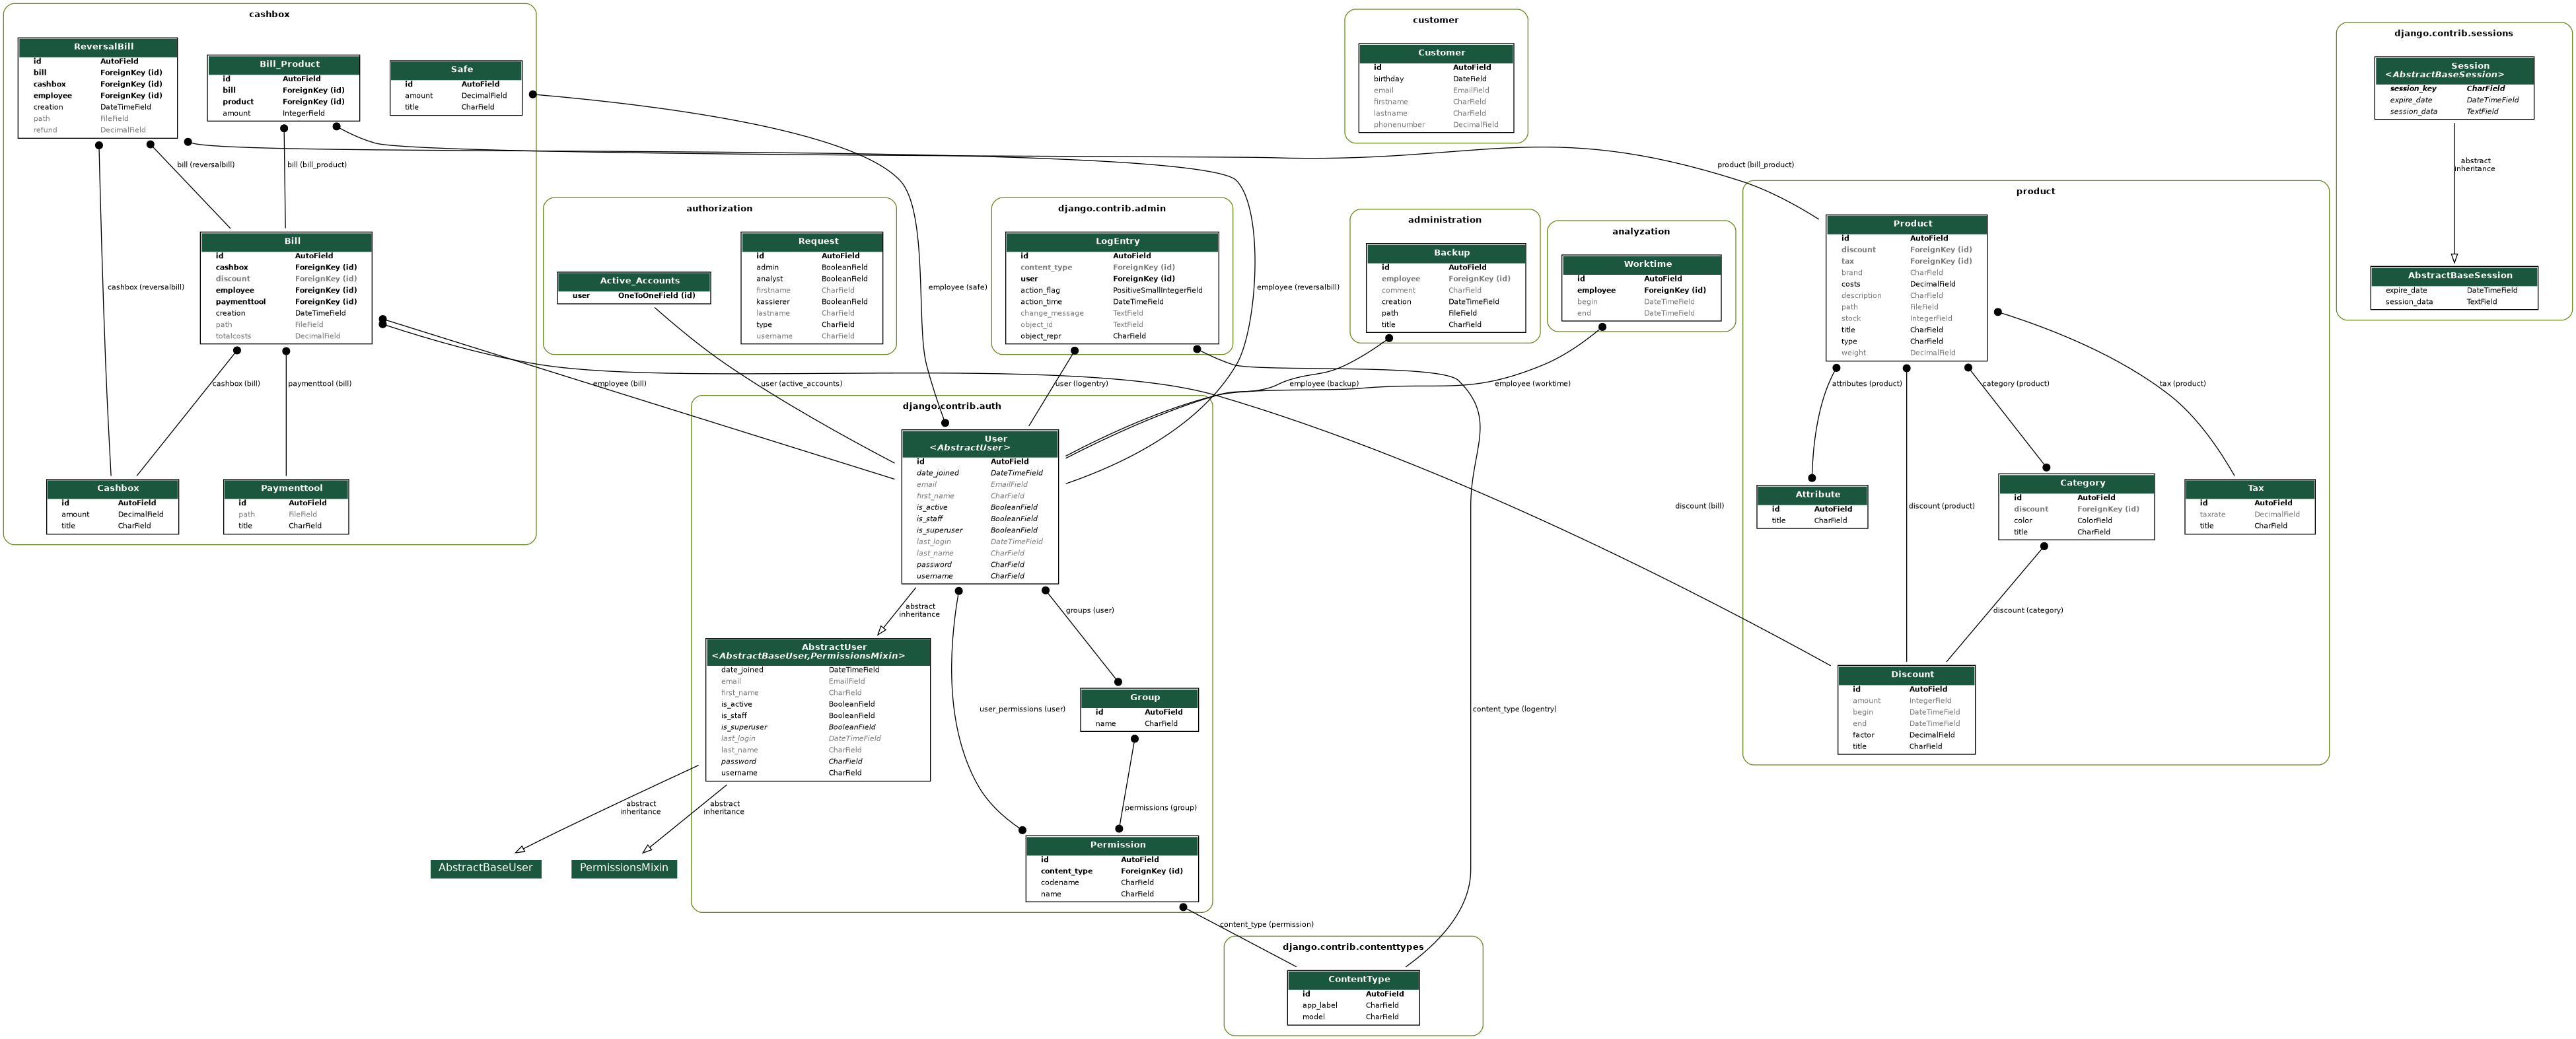 cashbox
ReversalBill
id AutoField
bill ForeignKey (id)
cashbox ForeignKey (id)
employee ForeignKey (id)
creation DateTimeField
path FileField
refund DecimalField
Bill_Product
id AutoField
bill ForeignKey (id)
product ForeignKey (id)
amount IntegerField
Safe
id AutoField
amount DecimalField
title CharField
bill (reversalbill)
bill (bill_product)
Bill
id AutoField
cashbox ForeignKey (id)
discount ForeignKey (id)
employee ForeignKey (id)
paymenttool ForeignKey (id)
creation DateTimeField
path FileField
totalcosts DecimalField
cashbox (reversalbill)
cashbox (bill)
paymenttool (bill)
Cashbox
id AutoField
amount DecimalField
title CharField
Paymenttool
id AutoField
path FileField
title CharField
customer
Customer
id AutoField
birthday DateField
email EmailField
firstname CharField
lastname CharField
phonenumber DecimalField
django.contrib.sessions
Session
<AbstractBaseSession>
session_key CharField
expire_date DateTimeField
session_data TextField
abstract
inheritance
AbstractBaseSession
expire_date DateTimeField
session_data TextField
product (bill_product)
authorization
Active_Accounts
user OneToOneField (id)
Request
id AutoField
admin BooleanField
analyst BooleanField
firstname CharField
kassierer BooleanField
lastname CharField
type CharField
username CharField
employee (safe)
django.contrib.admin
LogEntry
id AutoField
content_type ForeignKey (id)
user ForeignKey (id)
action_flag PositiveSmallIntegerField
action_time DateTimeField
change_message TextField
object_id TextField
object_repr CharField
employee (reversalbill)
administration
Backup
id AutoField
employee ForeignKey (id)
comment CharField
creation DateTimeField
path FileField
title CharField
analyzation
Worktime
id AutoField
employee ForeignKey (id)
begin DateTimeField
end DateTimeField
employee (bill)
user (active_accounts)
user (logentry)
employee (backup)
employee (worktime)
product
Product
id AutoField
discount ForeignKey (id)
tax ForeignKey (id)
brand CharField
costs DecimalField
description CharField
path FileField
stock IntegerField
title CharField
type CharField
weight DecimalField
attributes (product)
category (product)
tax (product)
Attribute
id AutoField
title CharField
discount (bill)
discount (product)
Category
id AutoField
discount ForeignKey (id)
color ColorField
title CharField
Tax
id AutoField
taxrate DecimalField
title CharField
discount (category)
Discount
id AutoField
amount IntegerField
begin DateTimeField
end DateTimeField
factor DecimalField
title CharField
django.contrib.auth
User
<AbstractUser>
id AutoField
date_joined DateTimeField
email EmailField
first_name CharField
is_active BooleanField
is_staff BooleanField
is_superuser BooleanField
last_login DateTimeField
last_name CharField
password CharField
username CharField
abstract
inheritance
groups (user)
AbstractUser
<AbstractBaseUser,PermissionsMixin>
date_joined DateTimeField
email EmailField
first_name CharField
is_active BooleanField
is_staff BooleanField
is_superuser BooleanField
last_login DateTimeField
last_name CharField
password CharField
username CharField
user_permissions (user)
Group
id AutoField
name CharField
content_type (logentry)
abstract
inheritance
abstract
inheritance
permissions (group)
AbstractBaseUser
PermissionsMixin
Permission
id AutoField
content_type ForeignKey (id)
codename CharField
name CharField
content_type (permission)
django.contrib.contenttypes
ContentType
id AutoField
app_label CharField
model CharField